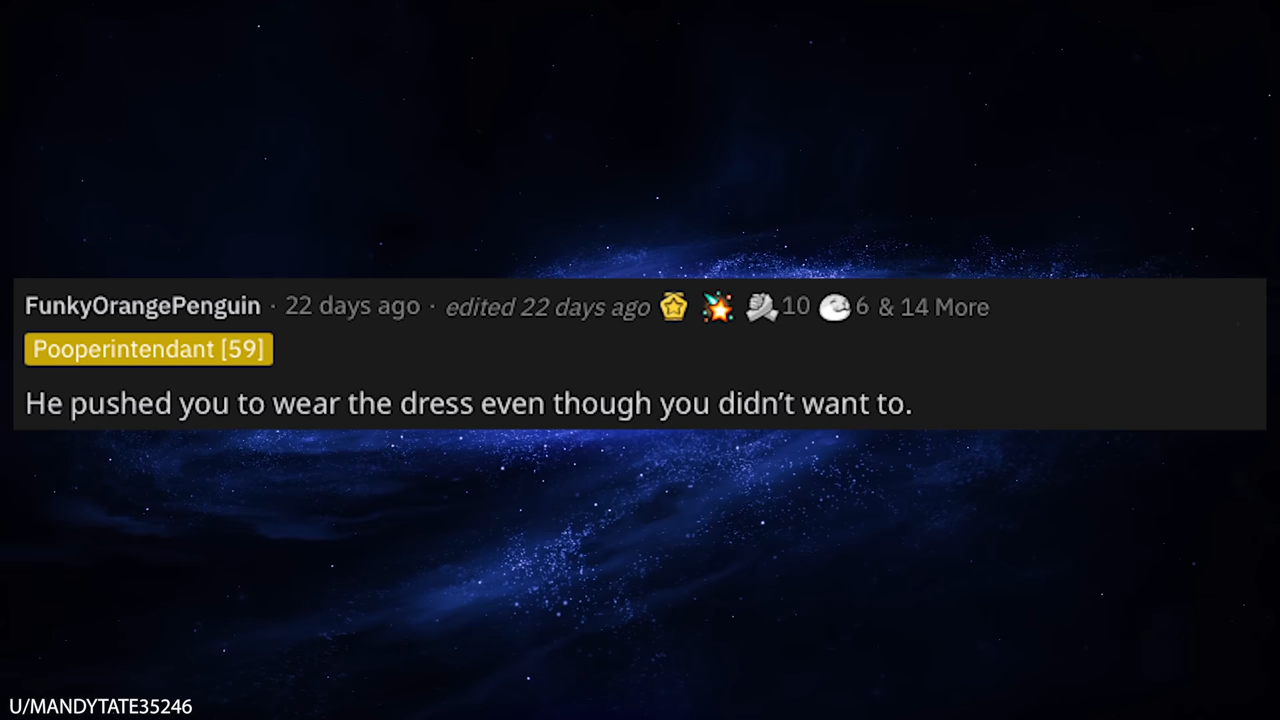 FunkyOrangePenguin · 22 days ago · edited 22 days ago 10 6 & 14 More
Pooperintendant [59]
He pushed you to wear the dress even though you didn’t want to.
U/MANDYTATE35246